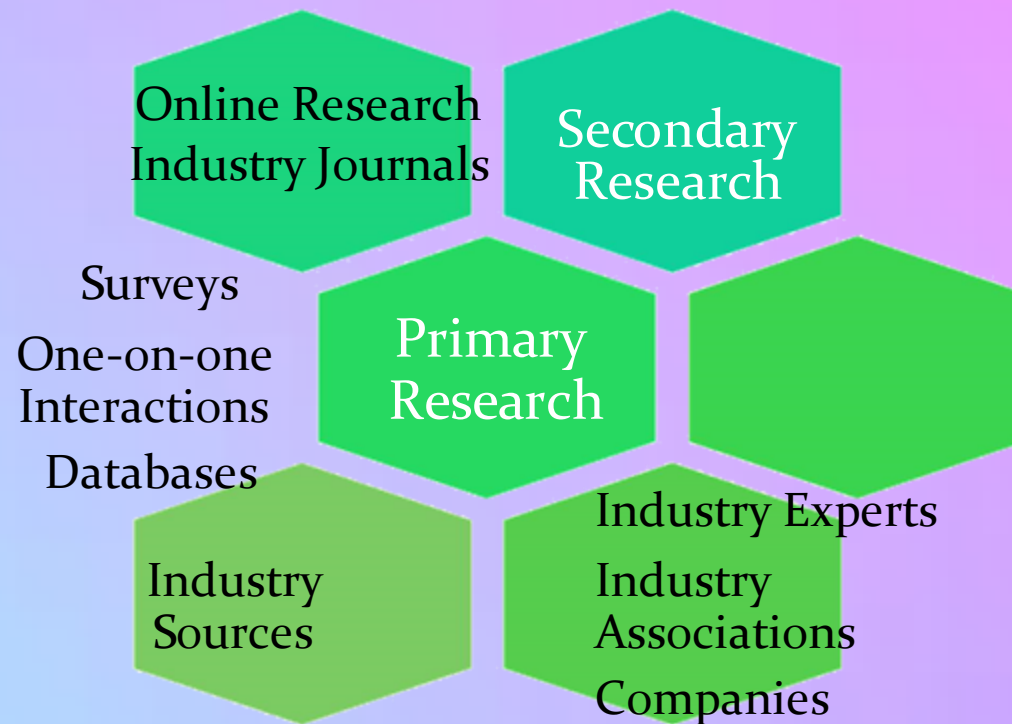 Online Research
Industry Journals
Secondary
Research
Surveys
One-on-one
Interactions
Databases
Primary
Research
Industry
Sources
Industry Experts
Industry
Associations
Companies